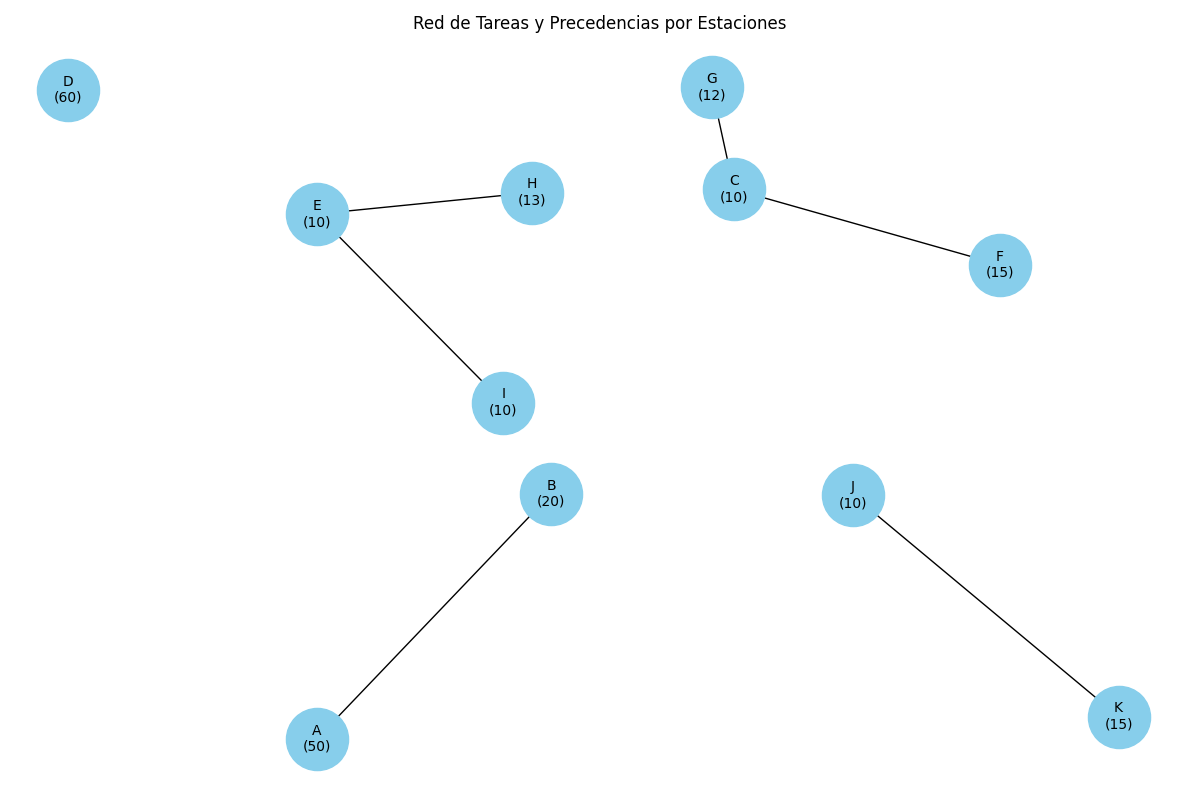 Red de Tareas y Precedencias por Estaciones
D
(60)
G
(12)
H
(13)
C
(10)
E
(10)
F
(15)
I
(10)
B
(20)
J
(10)
K
(15)
A
(50)